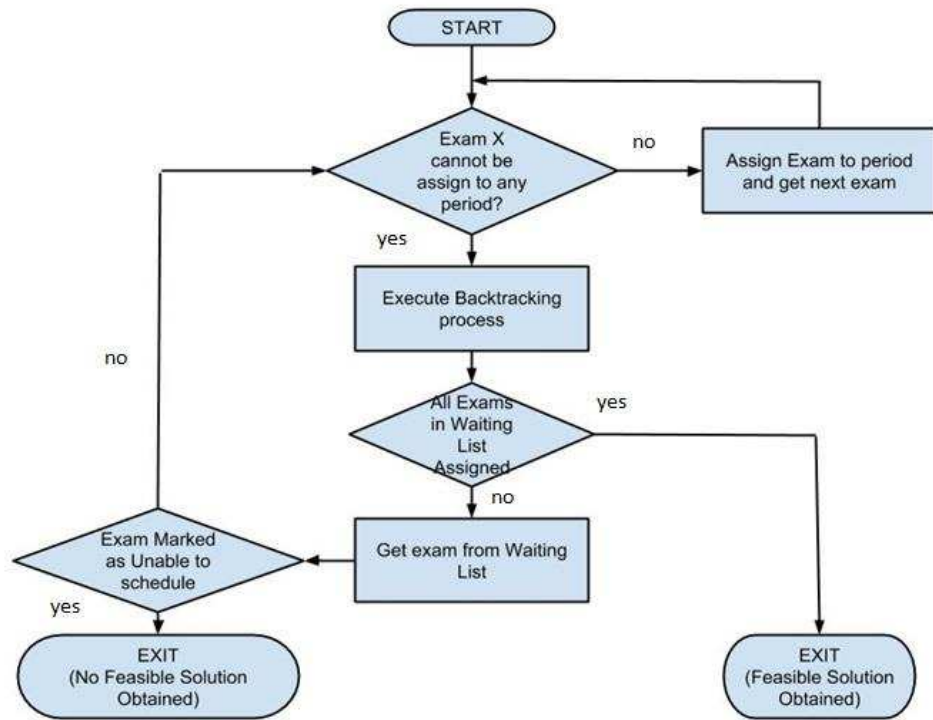 START
Exam X
cannot be
assign to any
period?
no
Assign Exam to period
and get next exam
yes
Execute Backtracking
process
no
All Exams
in Waiting
List
Assigned
yes
no
Get exam from Waiting
List
Exam Marked
as Unable to
schedule
yes
EXIT
(No Feasible Solution
Obtained)
EXIT
(Feasible Solution
Obtained)